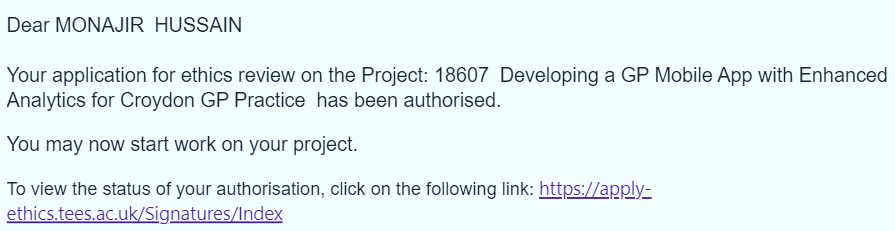 Dear MONAJIR  HUSSAIN
Your application for ethics review on the Project: 18607  Developing a GP Mobile App with Enhanced
Analytics for Croydon GP Practice  has been authorised.
You may now start work on your project.
To view the status of your authorisation, click on the following link: https://apply-
ethics.tees.ac.uk/Signatures/Index